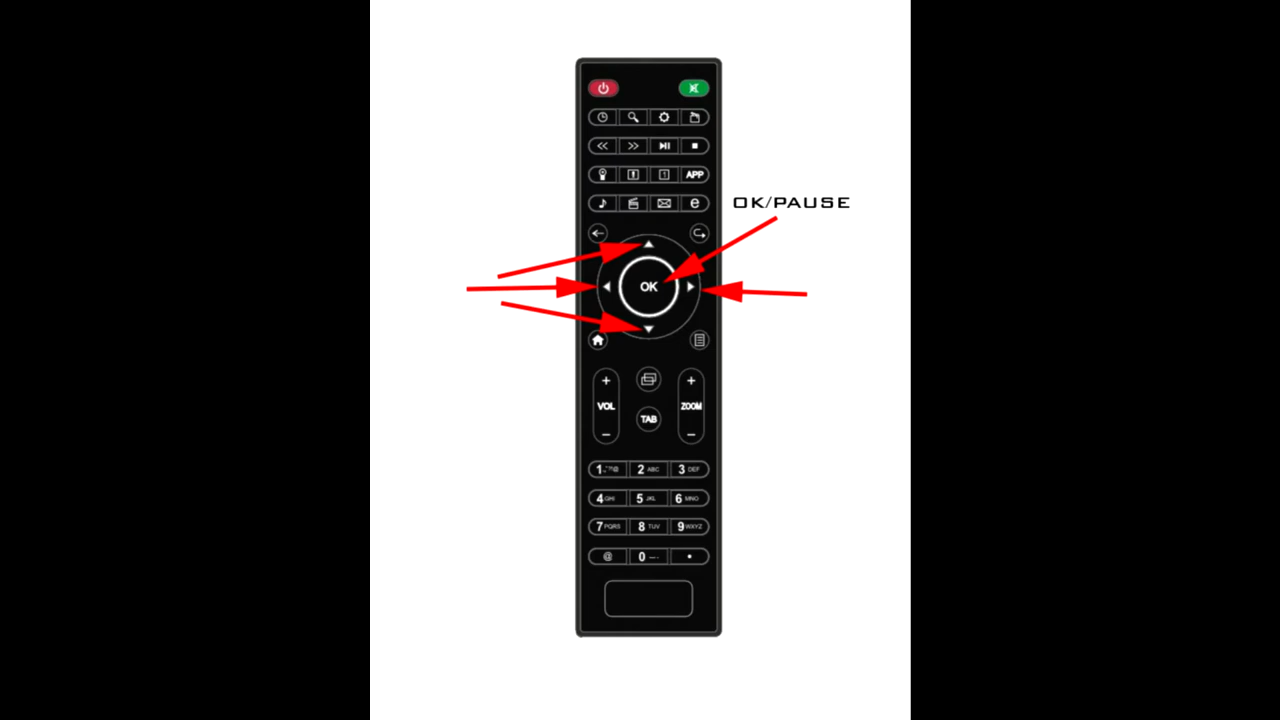 APP
e
OK/PAUSE
OK
+ +
VOL ZOOM
TAB
- -
1 2 ABC 3 DEF
4 GHI 5 JKL 6 MNO
7 PQRS 8 TUV 9 WXYZ
@ 0